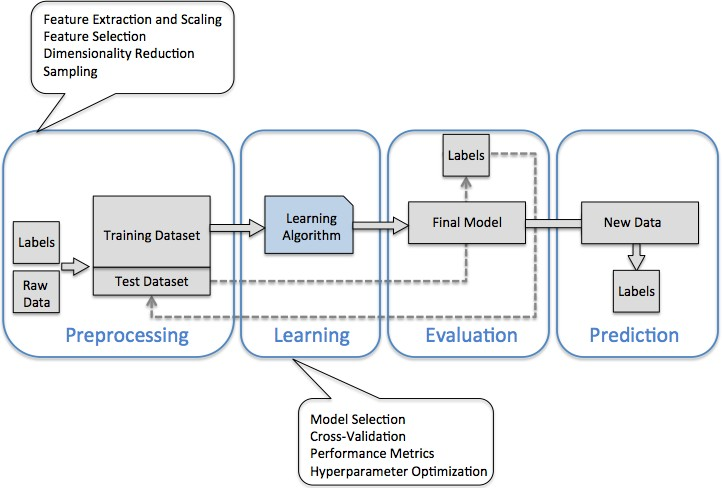 Feature Extraction and Scaling
Feature Selection
Dimensionality Reduction
Sampling
Labels
Raw
Data
Training Dataset
Test Dataset
Preprocessing
Learning
Algorithm
Learning
Labels
Final Model
Evaluation
New Data
Labels
Prediction
Model Selection
Cross-Validation
Performance Metrics
Hyperparameter Optimization